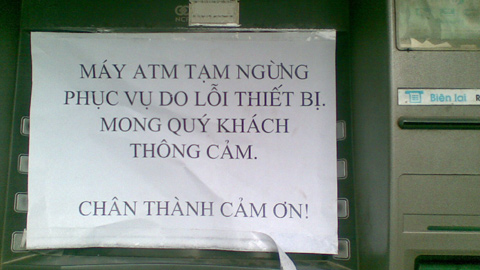 NCR
MÁY ATM TẠM NGỪNG
PHỤC VỤ DO LỖI THIẾT BỊ.
MONG QUÝ KHÁCH
THÔNG CẢM.
CHÂN THÀNH CẢM ƠN!
Biên lai